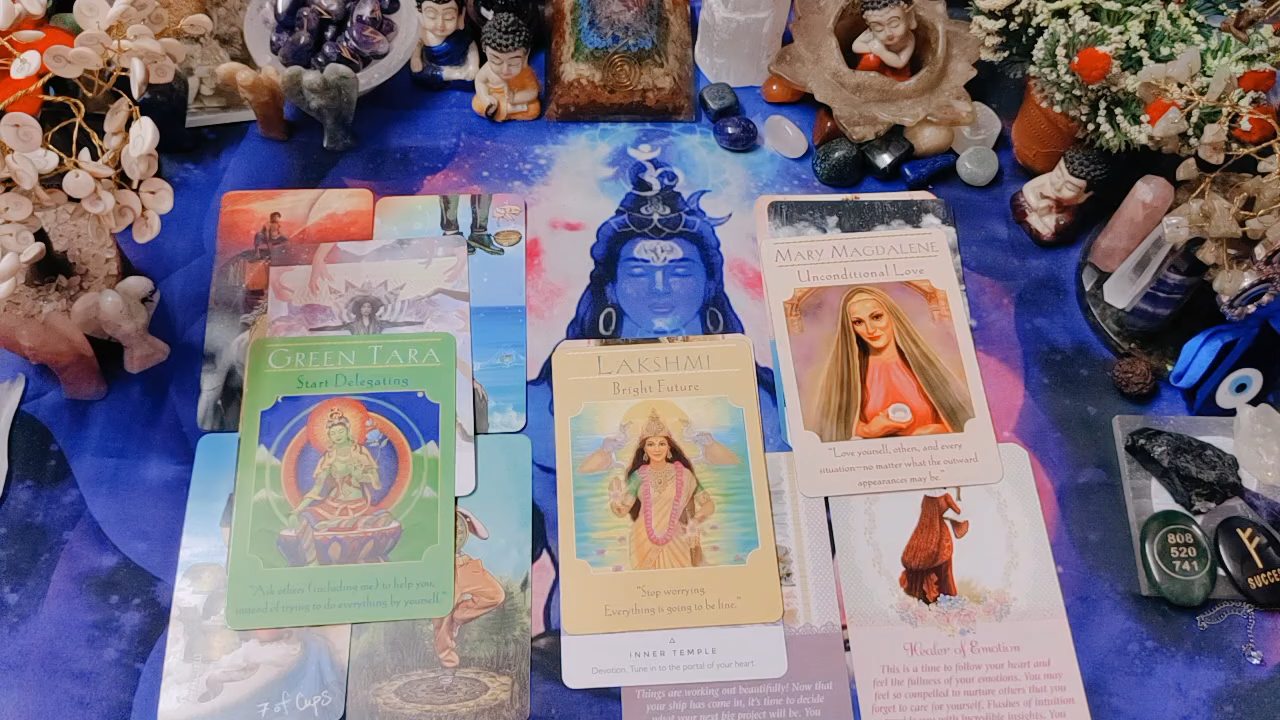 GREEN TARA
Start Delegating
"Ask others (including me) to help you,
instead of trying to do everything by yourself."
7 of Cups
LAKSHMI
Bright Future
"Stop worrying.
Everything is going to be fine."
INNER TEMPLE
Devotion. Tune in to the portal of your heart.
Things are working out beautifully! Now that
your ship has come in, it's time to decide
what your next big project will be. You
MARY MAGDALENE
Unconditional Love
"Love yourself, others, and every
situation—no matter what the outward
appearances may be."
Healer of Emotion
This is a time to follow your heart and
feel the fullness of your emotions. You may
feel so compelled to nurture others that you
forget to care for yourself. Flashes of intuition
with incredible insights. You
808
520
741
SUCCESS